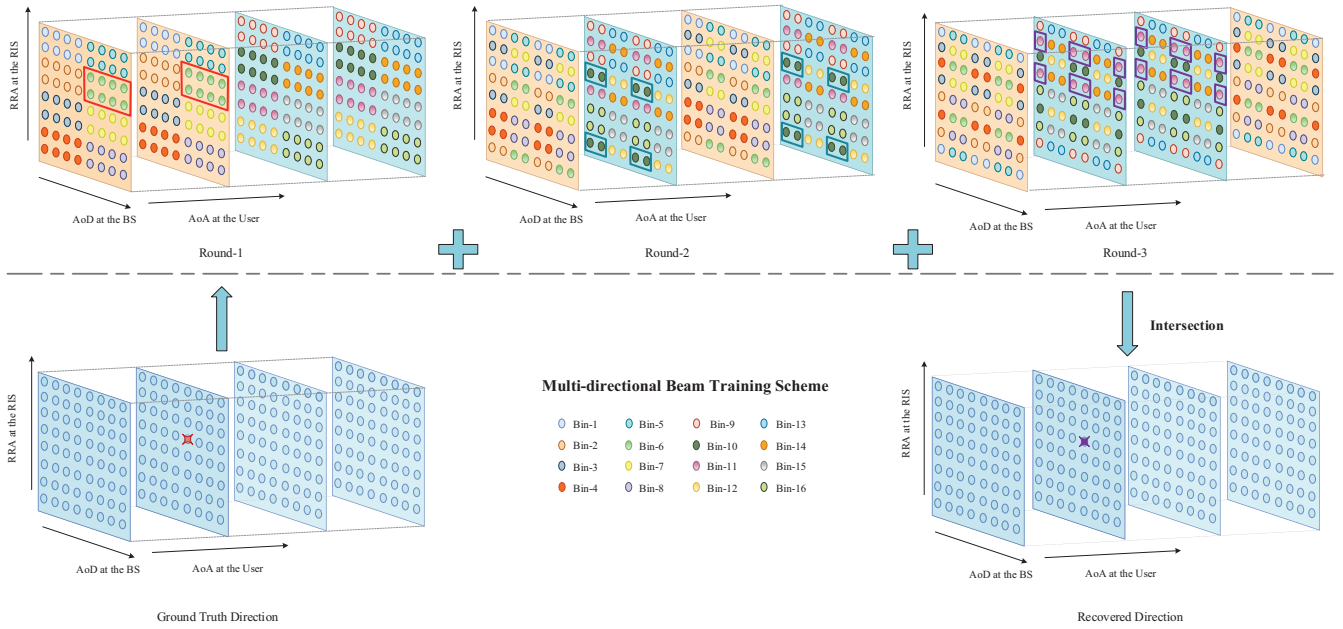 RRA at the RIS
AoD at the BS
AoA at the User
Round-1
RRA at the RIS
AoD at the BS
AoA at the User
Round-2
RRA at the RIS
AoD at the BS
AoA at the User
Round-3
Intersection
RRA at the RIS
AoD at the BS
AoA at the User
Ground Truth Direction
Multi-directional Beam Training Scheme
Bin-1 Bin-5 Bin-9 Bin-13
Bin-2 Bin-6 Bin-10 Bin-14
Bin-3 Bin-7 Bin-11 Bin-15
Bin-4 Bin-8 Bin-12 Bin-16
RRA at the RIS
AoD at the BS
AoA at the User
Recovered Direction